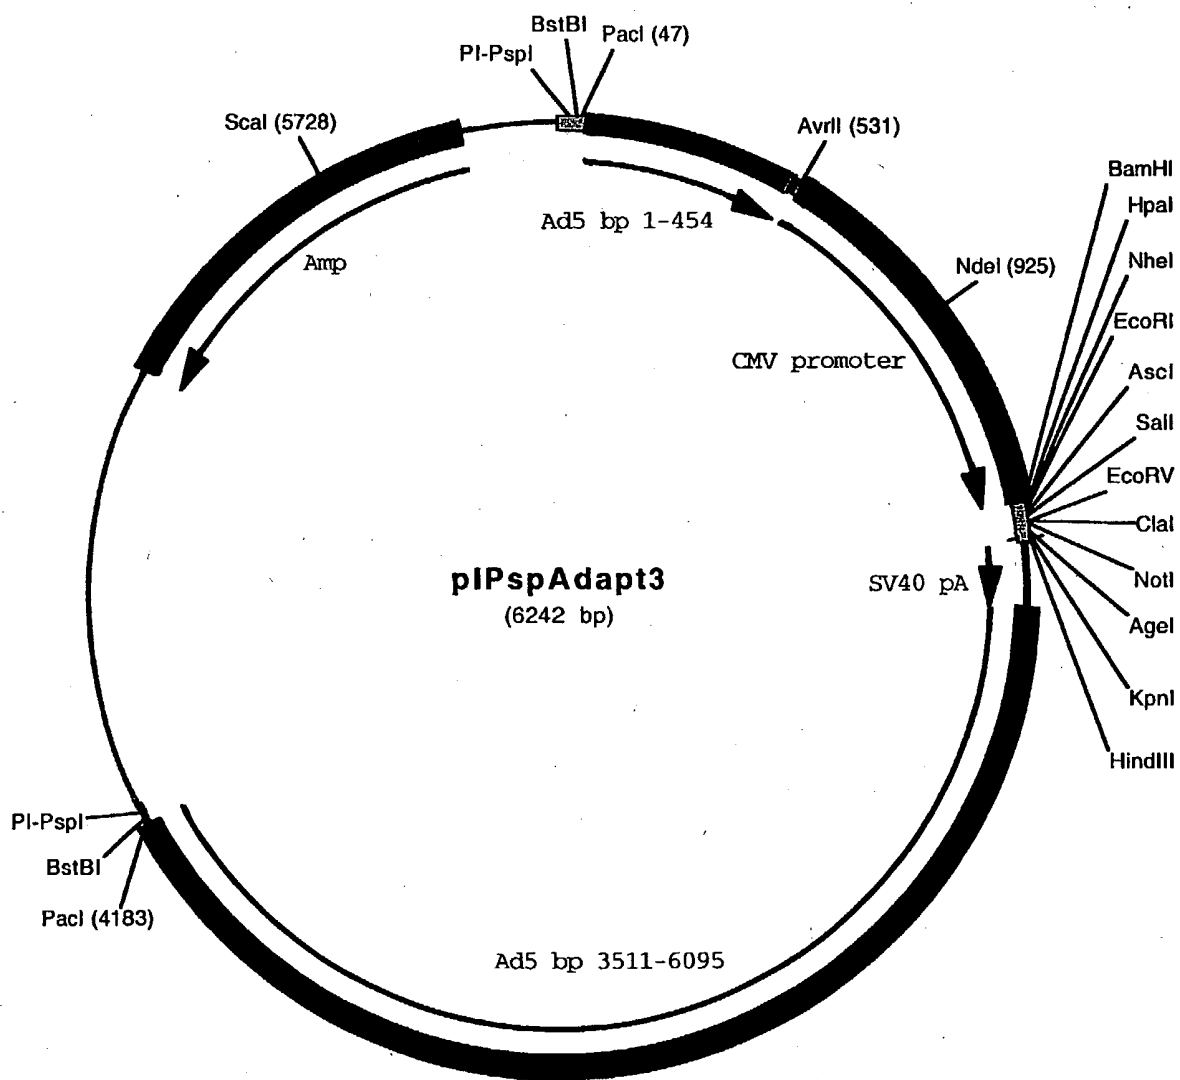 BstBI
PacI (47)
PI-PspI
ScaI (5728)
AvrII (531)
BamHI
HpaI
Ad5 bp 1-454
Amp
NheI
NdeI (925)
EcoRI
CMV promoter
AscI
SalI
EcoRV
ClaI
pIPspAdapt3
(6242 bp)
SV40 pA
NotI
AgeI
KpnI
HindIII
PI-PspI
BstBI
PacI (4183)
Ad5 bp 3511-6095